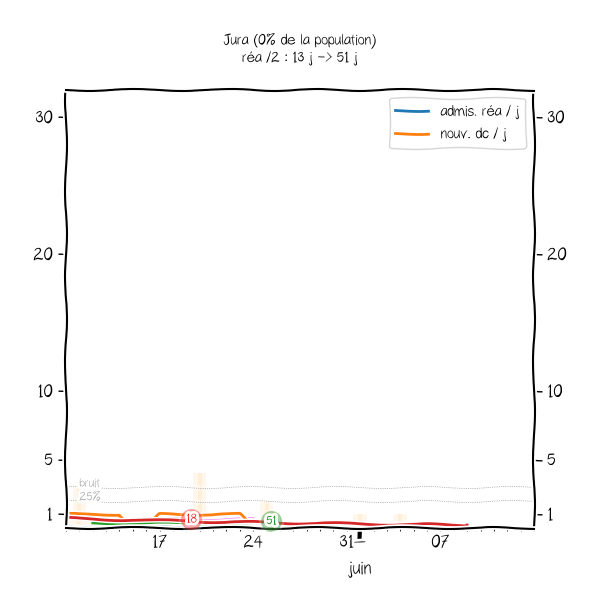 Jura (0% de la population)
réa /2 : 13 j -> 51 j
admis. réa / j
nouv. dc / j
30
30
20
20
10
10
5
5
bruit
25%
1
18
51
1
17
24
31
07
juin